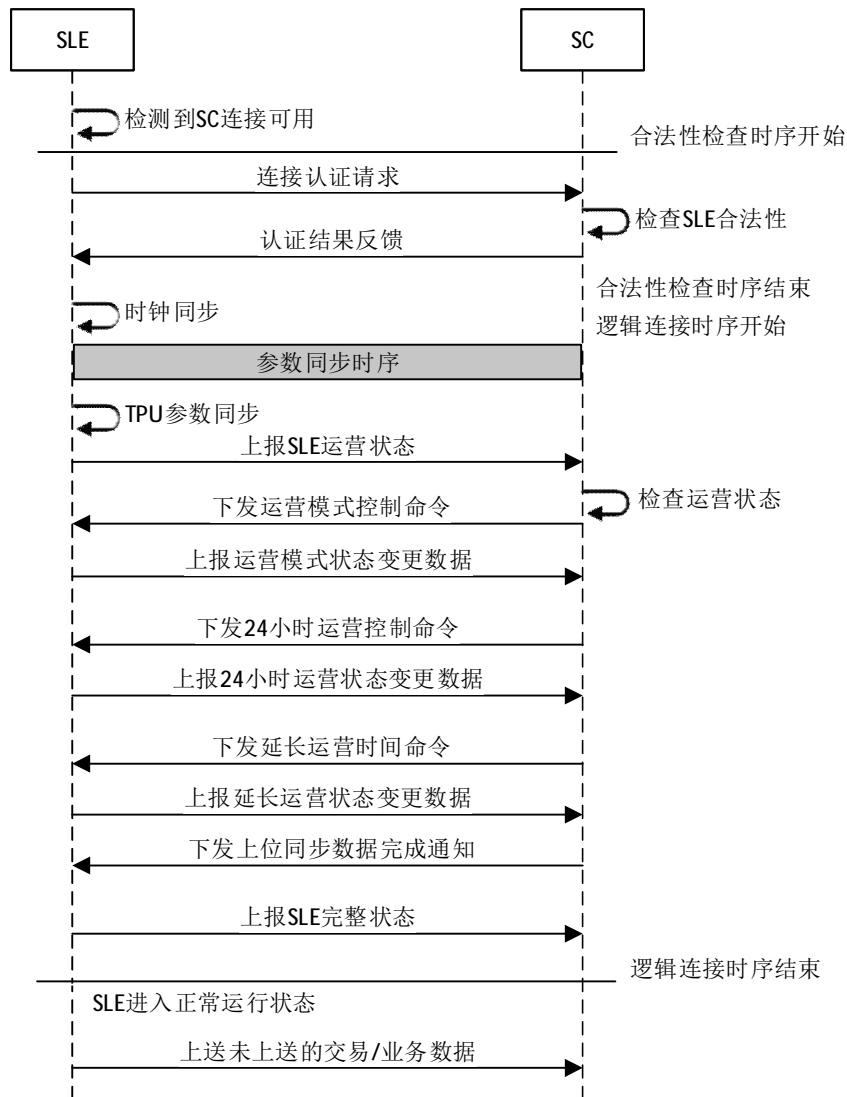 SLE
SC
检测到SC连接可用
合法性检查时序开始
连接认证请求
检查SLE合法性
认证结果反馈
合法性检查时序结束
时钟同步
逻辑连接时序开始
参数同步时序
TPU参数同步
上报SLE运营状态
检查运营状态
下发运营模式控制命令
上报运营模式状态变更数据
下发24小时运营控制命令
上报24小时运营状态变更数据
下发延长运营时间命令
上报延长运营状态变更数据
下发上位同步数据完成通知
上报SLE完整状态
逻辑连接时序结束
SLE进入正常运行状态
上送未上送的交易/业务数据